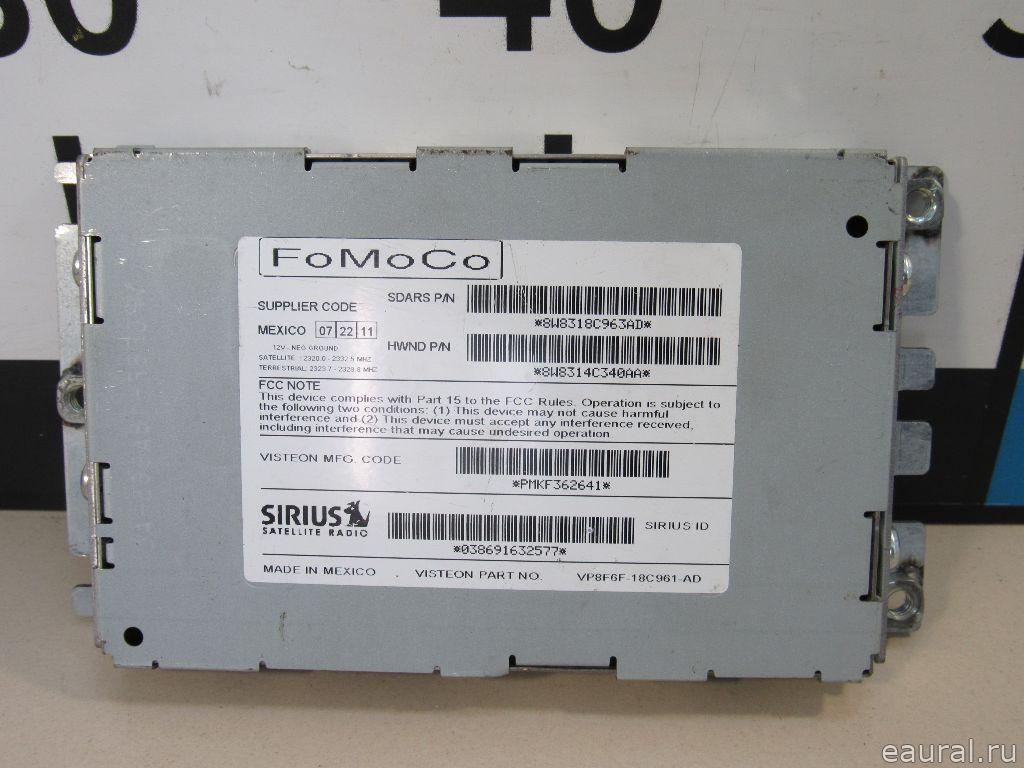 40
FoMoCo
SUPPLIER CODE
SDARS P/N
*8W8318C963AD*
MEXICO 07 22 11
HWND P/N
*8W8314C340AA*
12V - NEG GROUND
SATELLITE : 2320.0 - 2332.5 MHZ
TERRESTRIAL: 2323.7 - 2328.8 MHZ
FCC NOTE
This device complies with Part 15 to the FCC Rules. Operation is subject to
the following two conditions: (1) This device may not cause harmful
interference and (2) This device must accept any interference received,
including interference that may cause undesired operation.
VISTEON MFG. CODE
*PMKF362641*
SIRIUS
SATELLITE RADIO
SIRIUS ID
*038691632577*
MADE IN MEXICO VISTEON PART NO. VP8F6F-18C961-AD
eaural.ru